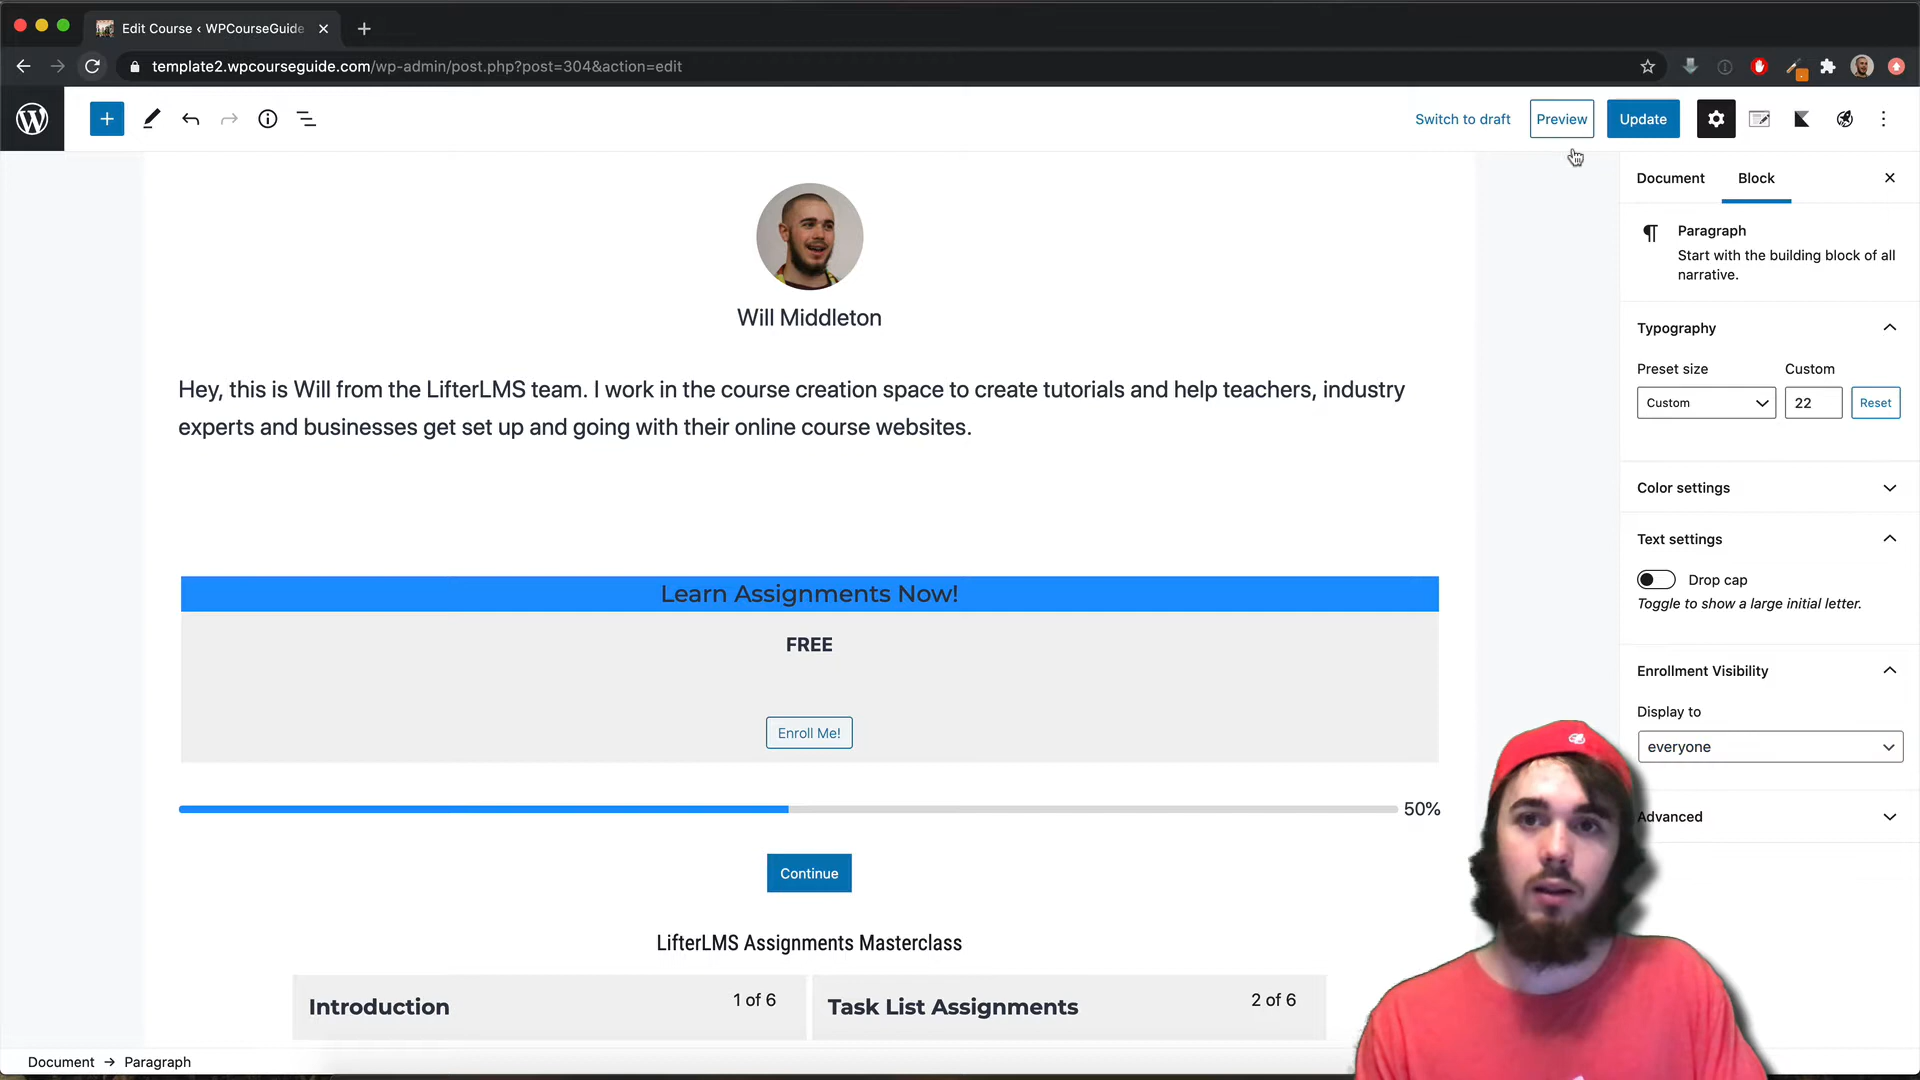 Edit Course ‹ WPCourseGuide
template2.wpcourseguide.com/wp-admin/post.php?post=304&action=edit
Switch to draft
Preview
Update
Document
Block
Paragraph
Start with the building block of all
narrative.
Typography
Preset size
Custom
Custom
22
Reset
Color settings
Text settings
Drop cap
Toggle to show a large initial letter.
Enrollment Visibility
Display to
everyone
Advanced
Will Middleton
Hey, this is Will from the LifterLMS team. I work in the course creation space to create tutorials and help teachers, industry
experts and businesses get set up and going with their online course websites.
Learn Assignments Now!
FREE
Enroll Me!
50%
Continue
LifterLMS Assignments Masterclass
Introduction
1 of 6
Task List Assignments
2 of 6
Document → Paragraph